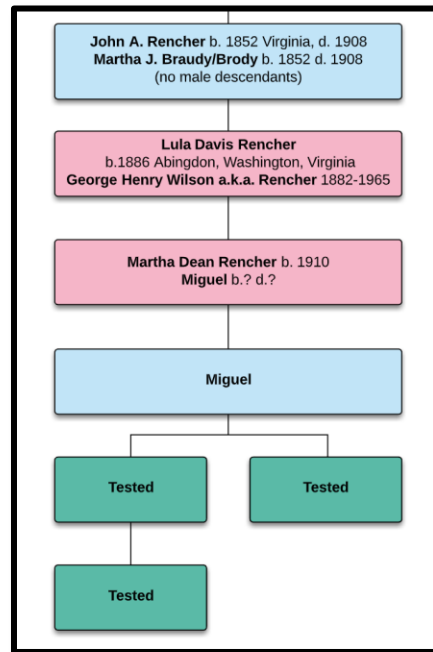 John A. Rencher b. 1852 Virginia, d. 1908
Martha J. Braudy/Brody b. 1852 d. 1908
(no male descendants)
Lula Davis Rencher
b.1886 Abingdon, Washington, Virginia
George Henry Wilson a.k.a. Rencher 1882-1965
Martha Dean Rencher b. 1910
Miguel b.? d.?
Miguel
Tested
Tested
Tested